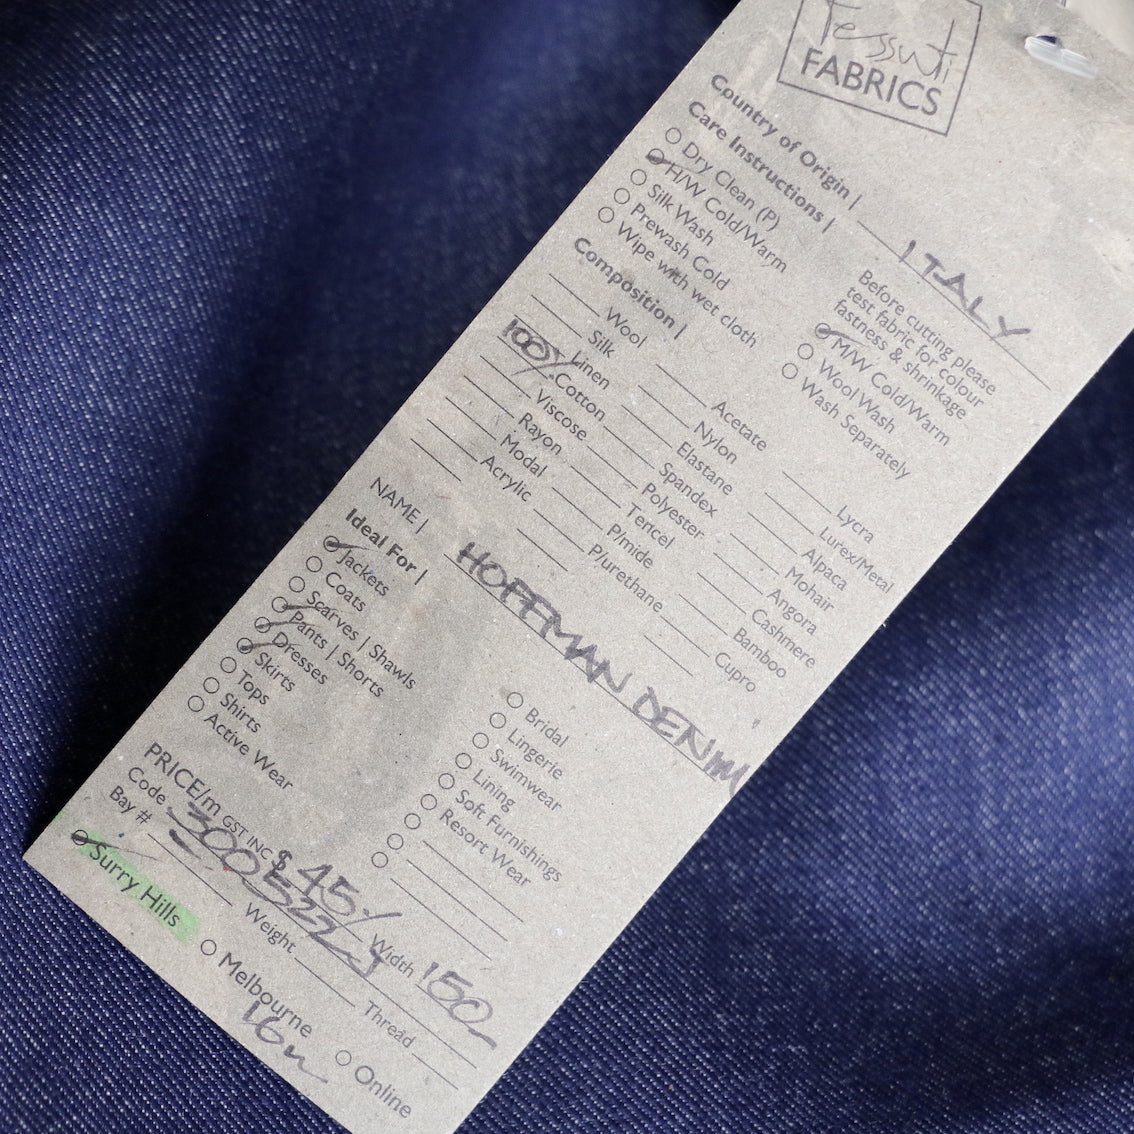 Tessuti
FABRICS
Country of Origin | ITALY
Care Instructions |
Dry Clean (P)
H/W Cold/Warm
Silk Wash
Prewash Cold
Wipe with wet cloth
Before cutting please
test fabric for colour
fastness & shrinkage
M/W Cold/Warm
Wool Wash
Wash Separately
Composition |
Wool
Silk
Linen
100% Cotton
Viscose
Rayon
Modal
Acrylic
Acetate
Nylon
Elastane
Spandex
Polyester
Tencel
P/mide
P/urethane
Lycra
Lurex/Metal
Alpaca
Mohair
Angora
Cashmere
Bamboo
Cupro
NAME | HOFFMAN DENIM
Ideal For |
Jackets
Coats
Scarves | Shawls
Pants | Shorts
Dresses
Skirts
Tops
Shirts
Active Wear
Bridal
Lingerie
Swimwear
Lining
Soft Furnishings
Resort Wear
PRICE/m GST INC $45/ Width 150
Code
Bay # Weight Thread
Surry Hills Melbourne Online